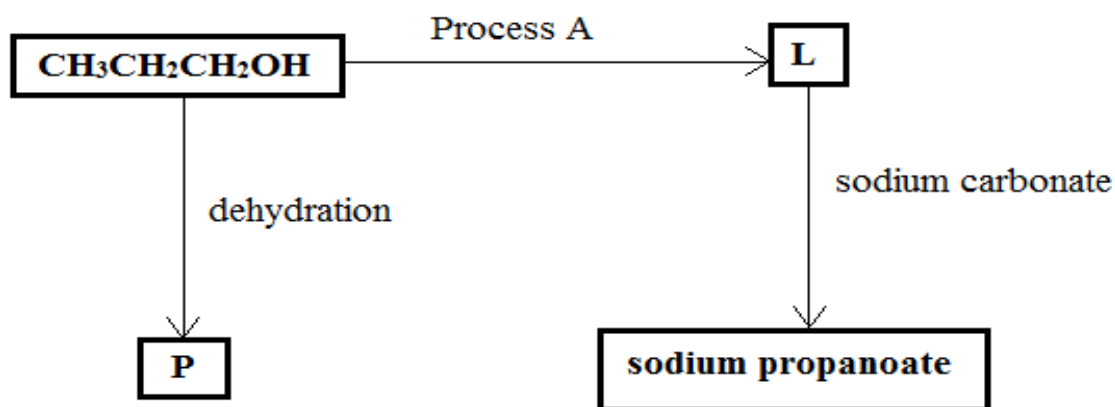 Process A
CH₃CH₂CH₂OH
L
sodium carbonate
dehydration
P
sodium propanoate